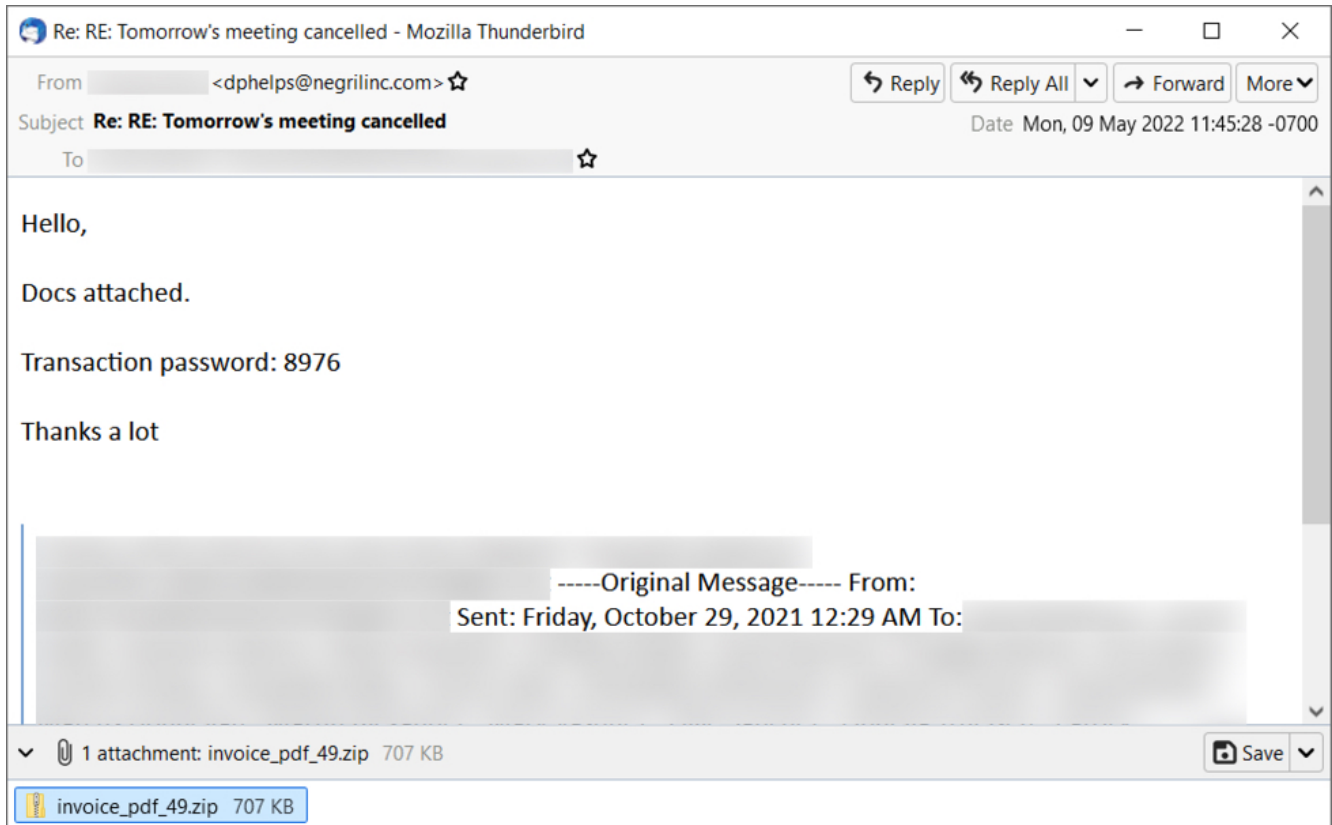 Re: RE: Tomorrow's meeting cancelled - Mozilla Thunderbird
From <dphelps@negrilinc.com>
Reply Reply All Forward More
Subject Re: RE: Tomorrow's meeting cancelled
Date Mon, 09 May 2022 11:45:28 -0700
To
Hello,
Docs attached.
Transaction password: 8976
Thanks a lot
-----Original Message----- From:
Sent: Friday, October 29, 2021 12:29 AM To:
1 attachment: invoice_pdf_49.zip 707 KB
Save
invoice_pdf_49.zip 707 KB